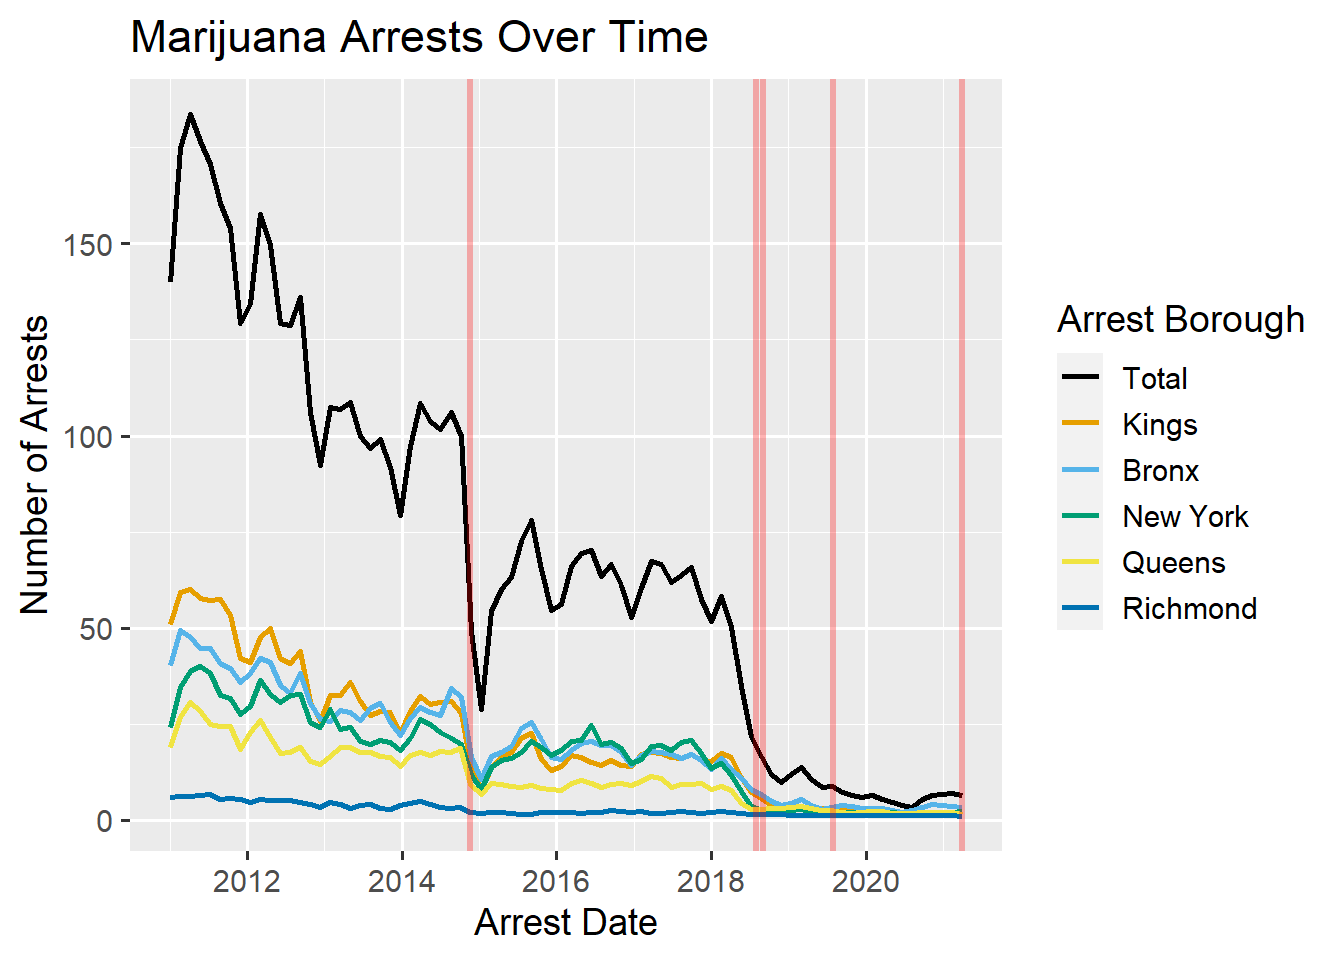 Marijuana Arrests Over Time
Number of Arrests
150
100
50
0
2012 2014 2016 2018 2020
Arrest Date
Arrest Borough
Total
Kings
Bronx
New York
Queens
Richmond